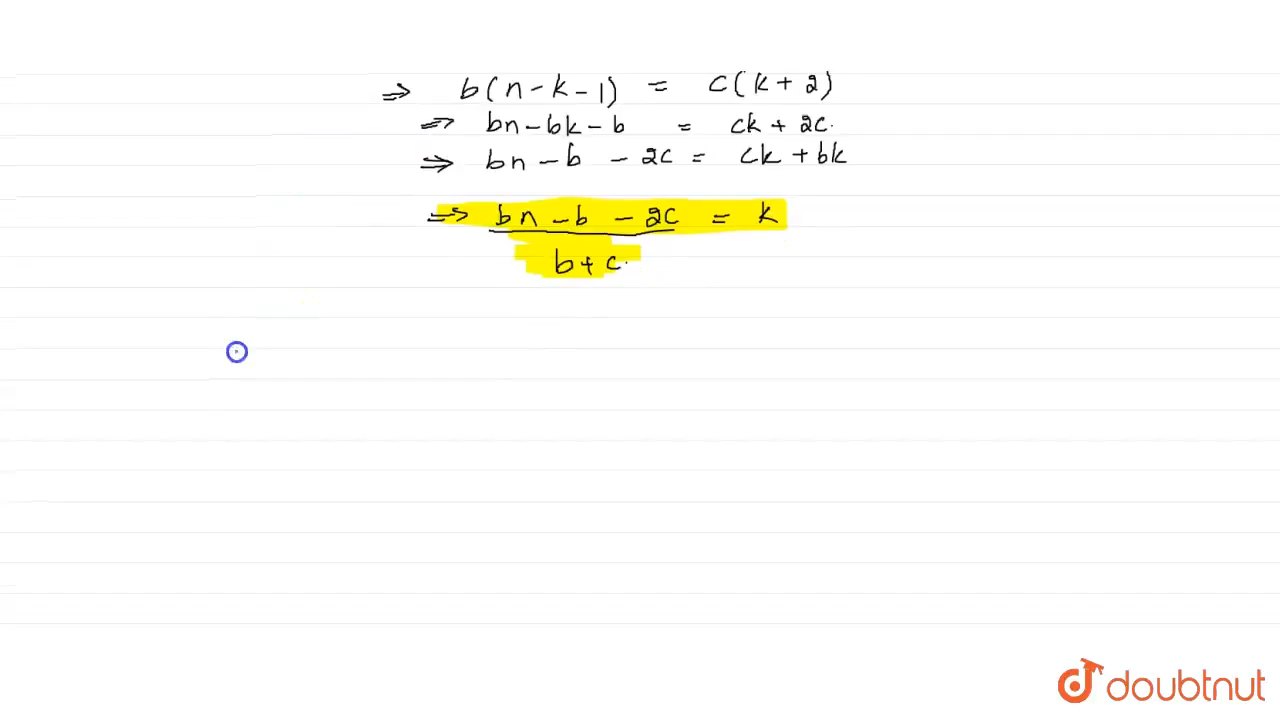 ⇒ b(n-k-1) = c(k+2)
⇒ bn-bk-b = ck+2c.
⇒ bn-b-2c = ck+bk
⇒ bn-b-2c = k
b+c.
doubtnut